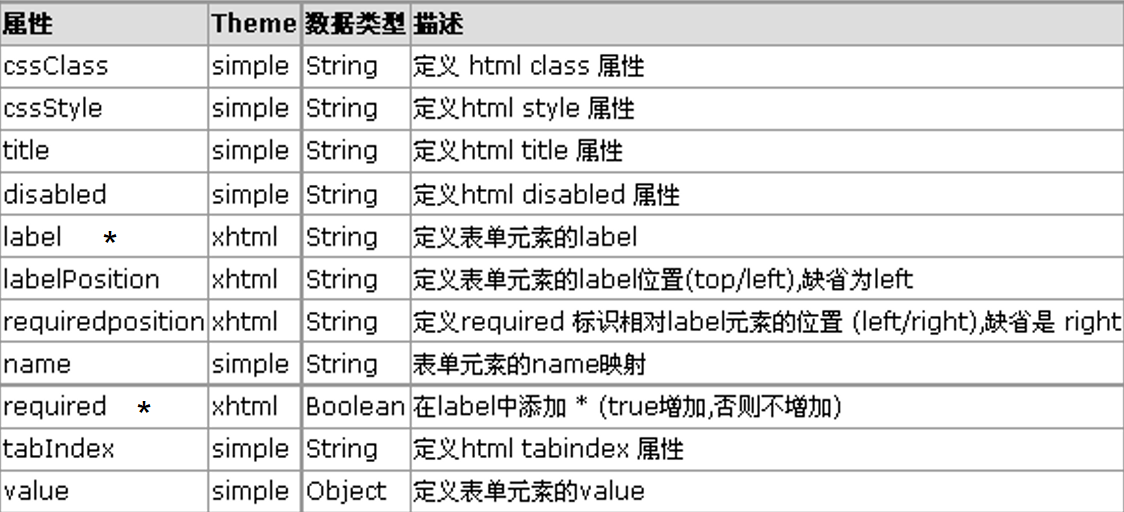 属性 Theme 数据类型 描述
cssClass simple String 定义 html class 属性
cssStyle simple String 定义html style 属性
title simple String 定义html title 属性
disabled simple String 定义html disabled 属性
label * xhtml String 定义表单元素的label
labelPosition xhtml String 定义表单元素的label位置(top/left),缺省为left
requiredposition xhtml String 定义required 标识相对label元素的位置 (left/right),缺省是 right
name simple String 表单元素的name映射
required * xhtml Boolean 在label中添加 * (true增加,否则不增加)
tabIndex simple String 定义html tabindex 属性
value simple Object 定义表单元素的value